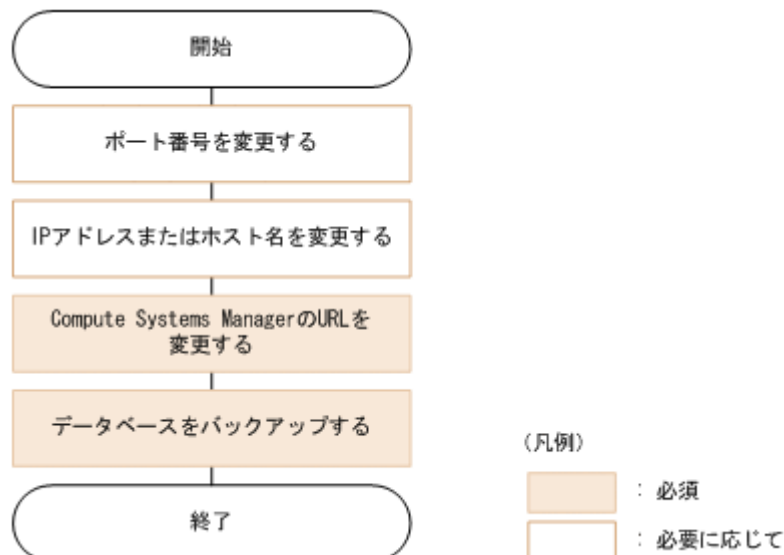 開始
ポート番号を変更する
IPアドレスまたはホスト名を変更する
Compute Systems ManagerのURLを
変更する
データベースをバックアップする
終了
(凡例)
: 必須
: 必要に応じて